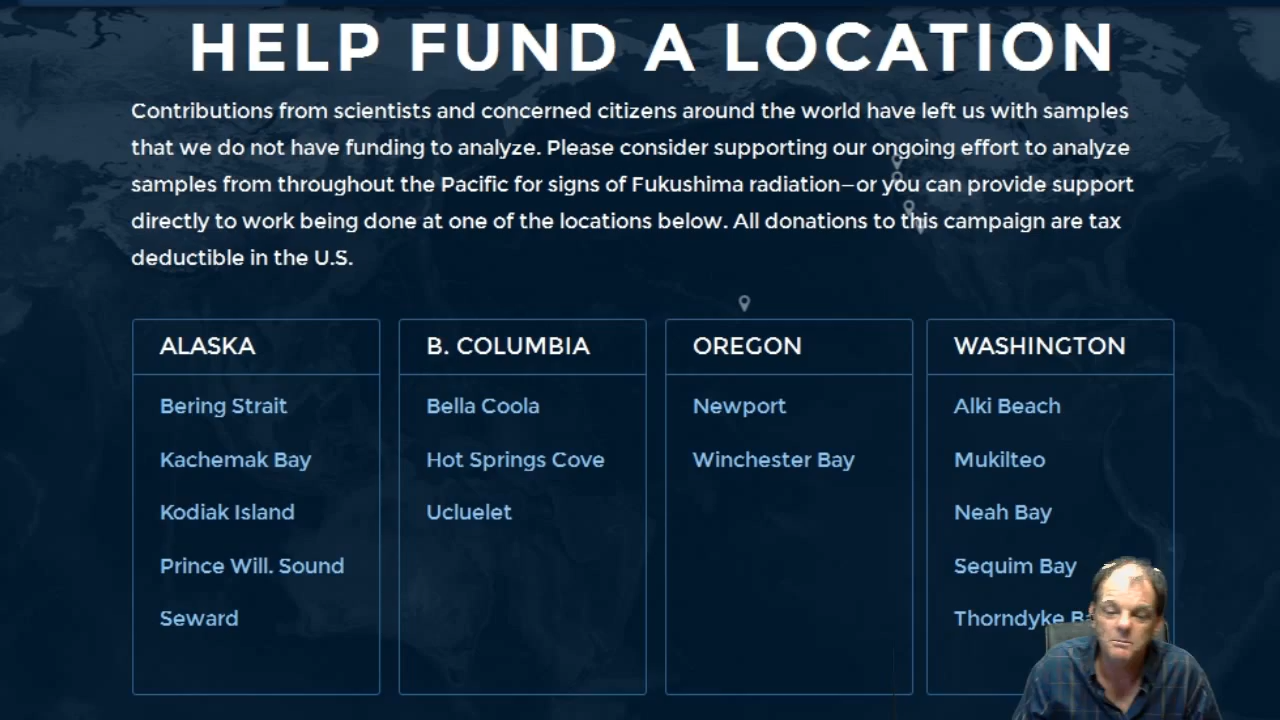 HELP FUND A LOCATION
Contributions from scientists and concerned citizens around the world have left us with samples
that we do not have funding to analyze. Please consider supporting our ongoing effort to analyze
samples from throughout the Pacific for signs of Fukushima radiation—or you can provide support
directly to work being done at one of the locations below. All donations to this campaign are tax
deductible in the U.S.
ALASKA
Bering Strait
Kachemak Bay
Kodiak Island
Prince Will. Sound
Seward
B. COLUMBIA
Bella Coola
Hot Springs Cove
Ucluelet
OREGON
Newport
Winchester Bay
WASHINGTON
Alki Beach
Mukilteo
Neah Bay
Sequim Bay
Thorndyke